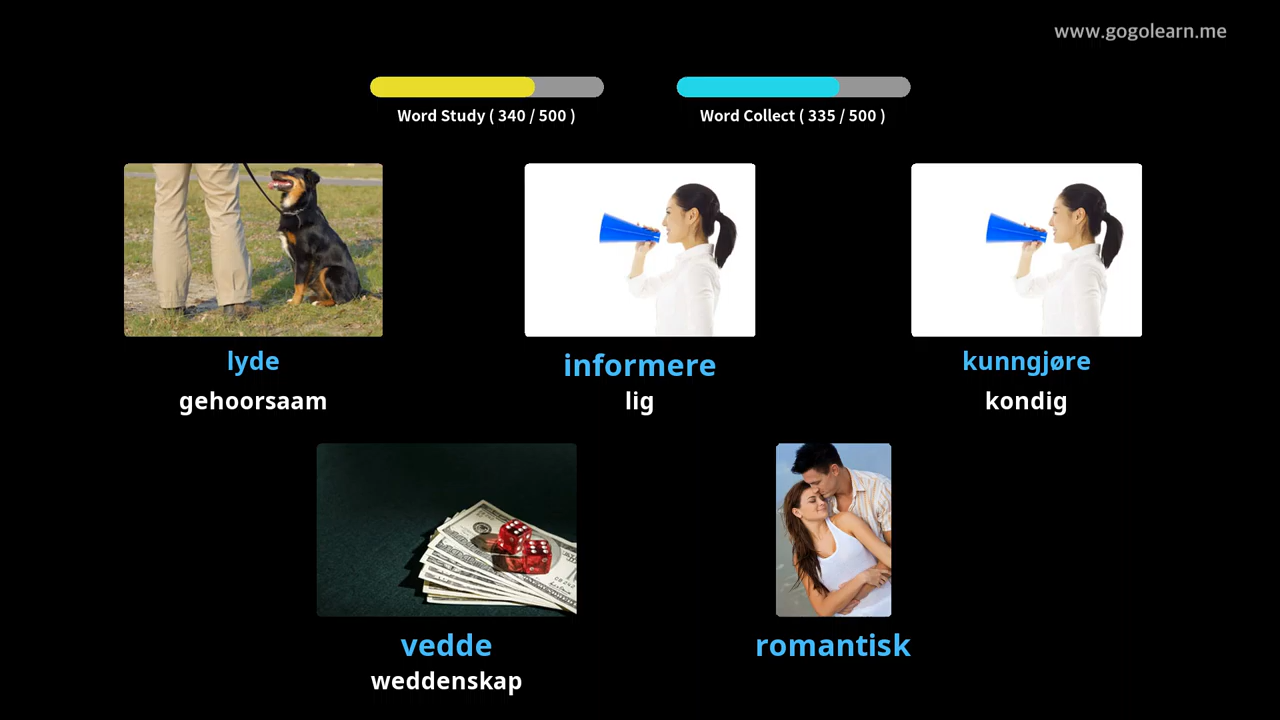 www.gogolearn.me
Word Study ( 340 / 500 )
Word Collect ( 335 / 500 )
lyde
gehoorsaam
informere
lig
kunngjøre
kondig
vedde
weddenskap
romantisk